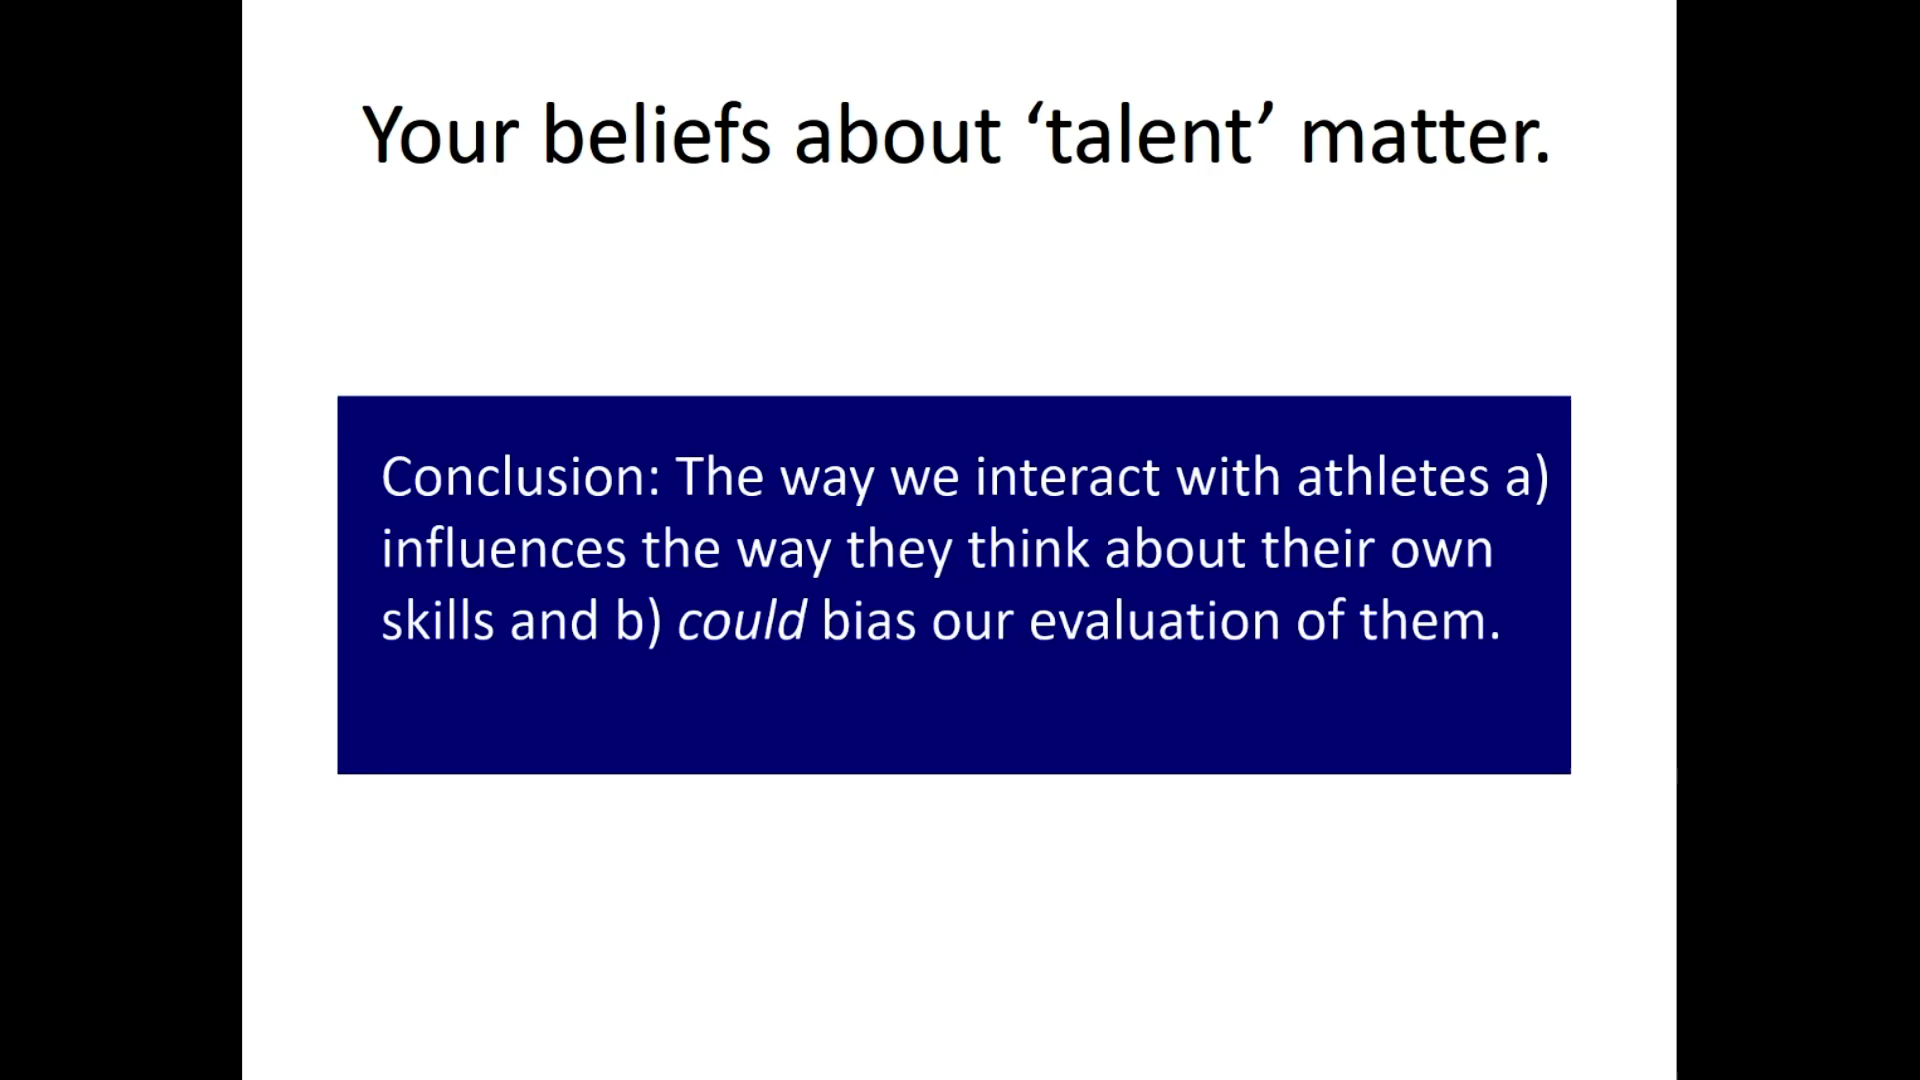 Your beliefs about ‘talent’ matter.
Conclusion: The way we interact with athletes a)
influences the way they think about their own
skills and b) could bias our evaluation of them.